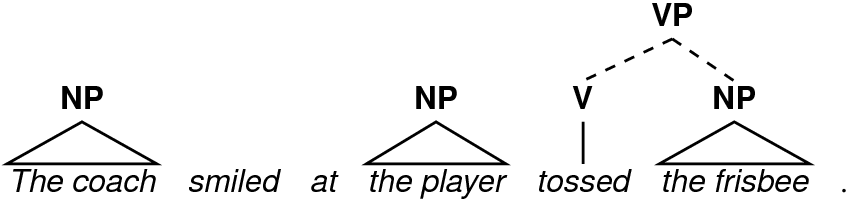 VP
NP NP V NP
The coach smiled at the player tossed the frisbee .